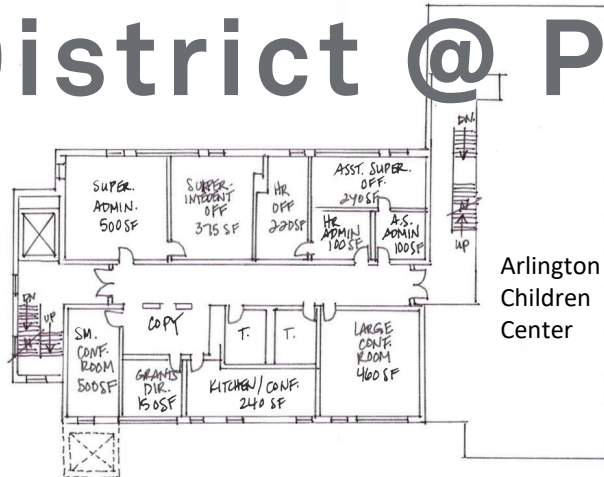 District @ P
SUPER.
ADMIN.
500SF
SUPER-
INTENDENT
OFF
375 SF
HR
OFF
220SF
ASST. SUPER.
OFF.
240SF
HR
ADMIN
100SF
A.S.
ADMIN
100SF
DN.
UP
Arlington
Children
Center
DN
UP
SM.
CONF.
ROOM
500SF
COPY
GRANTS
DIR.
150SF
T.
T.
KITCHEN/CONF.
240 SF
LARGE
CONF.
ROOM
460SF